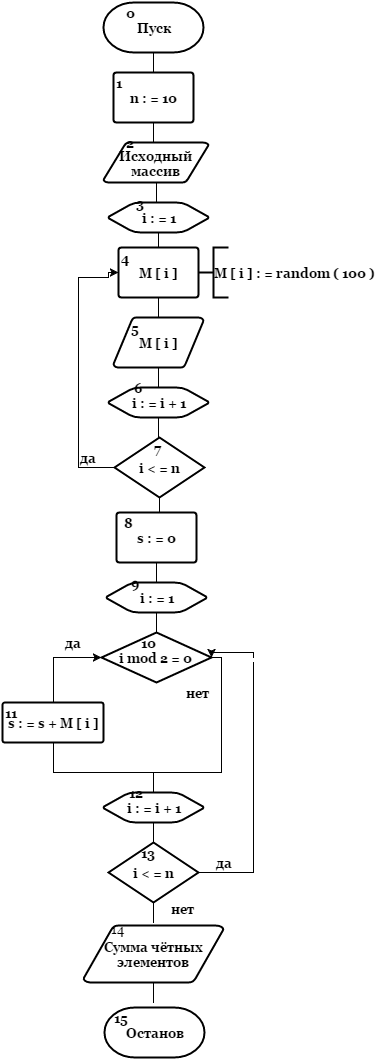 0
Пуск
1
n : = 10
2
Исходный
массив
3
i : = 1
4
M [ i ]
M [ i ] : = random ( 100 )
5
M [ i ]
6
i : = i + 1
7
i < = n
да
8
s : = 0
9
i : = 1
10
i mod 2 = 0
да
нет
11
s : = s + M [ i ]
12
i : = i + 1
13
i < = n
да
нет
14
Сумма чётных
элементов
15
Останов